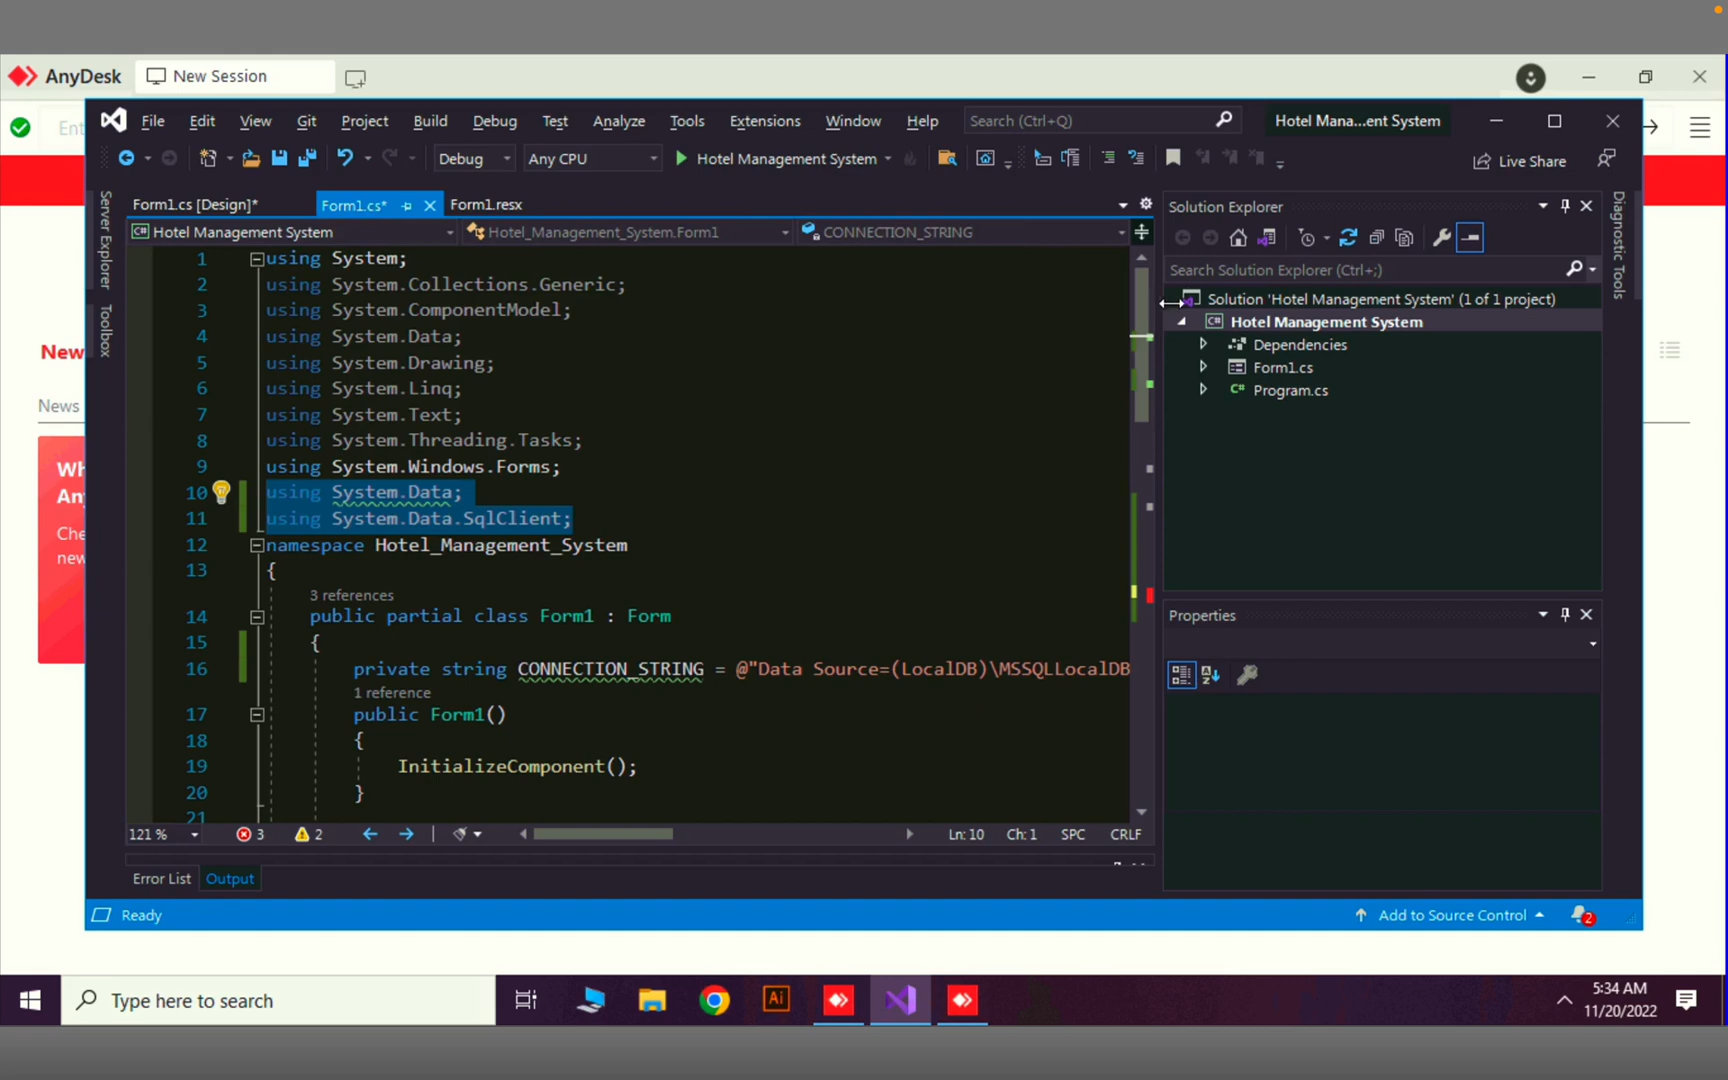 AnyDesk
New Session
File Edit View Git Project Build Debug Test Analyze Tools Extensions Window Help
Search (Ctrl+Q)
Hotel Mana...ent System
Debug
Any CPU
Hotel Management System
Live Share
Server Explorer
Toolbox
Form1.cs [Design]*
Form1.cs*
Form1.resx
Hotel Management System
Hotel_Management_System.Form1
CONNECTION_STRING
1 using System;
2 using System.Collections.Generic;
3 using System.ComponentModel;
4 using System.Data;
5 using System.Drawing;
6 using System.Linq;
7 using System.Text;
8 using System.Threading.Tasks;
9 using System.Windows.Forms;
10 using System.Data;
11 using System.Data.SqlClient;
12 namespace Hotel_Management_System
13 {
3 references
14 public partial class Form1 : Form
15 {
16 private string CONNECTION_STRING = @"Data Source=(LocalDB)\MSSQLLocalDB
1 reference
17 public Form1()
18 {
19 InitializeComponent();
20 }
21
121 %
3
2
Ln: 10 Ch: 1 SPC CRLF
Error List
Output
Ready
Add to Source Control
2
Solution Explorer
Search Solution Explorer (Ctrl+;)
Solution 'Hotel Management System' (1 of 1 project)
C# Hotel Management System
Dependencies
Form1.cs
C# Program.cs
Properties
Diagnostic Tools
New
News
Type here to search
Ai
5:34 AM
11/20/2022